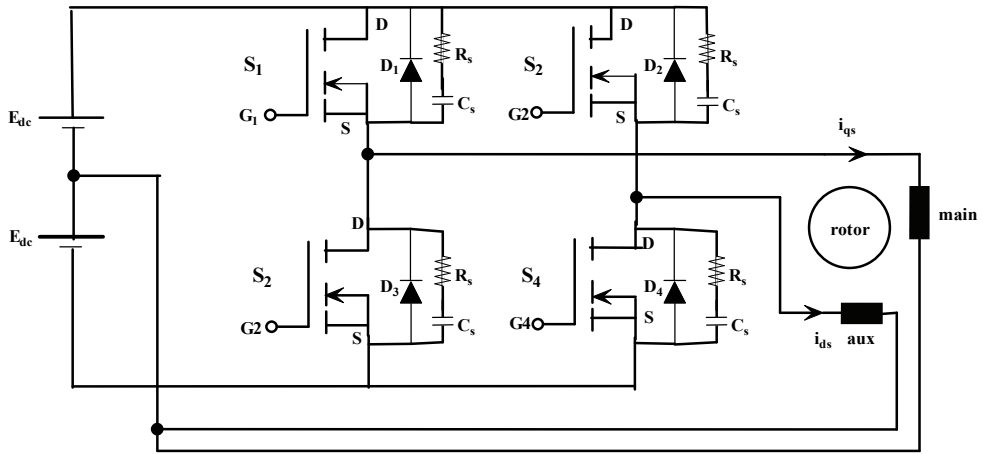 D
D
S1
D1
Rs
Cs
G1
S
S2
D2
Rs
Cs
G2
S
Edc
iqs
main
rotor
Edc
D
D
S2
D3
Rs
Cs
G2
S
S4
D4
Rs
Cs
G4
S
ids
aux